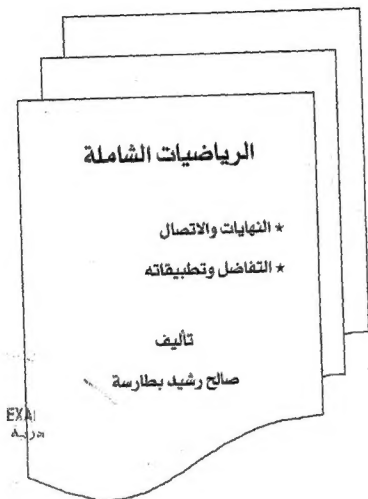 الرياضيات الشاملة
★ النهايات والاتصال
★ التفاضل وتطبيقاته
تأليف
صالح رشيد بطارسة